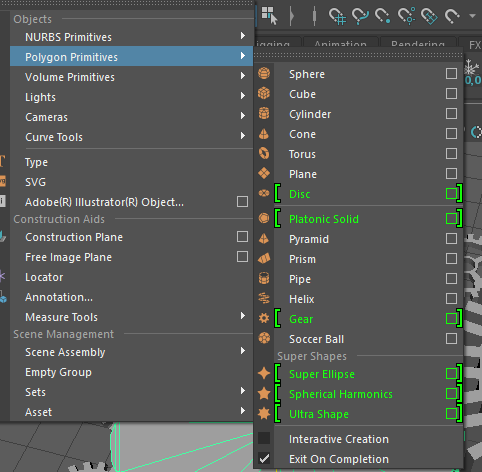 Objects
NURBS Primitives
Polygon Primitives
Volume Primitives
Lights
Cameras
Curve Tools
Type
SVG
Adobe(R) Illustrator(R) Object...
Construction Aids
Construction Plane
Free Image Plane
Locator
Annotation...
Measure Tools
Scene Management
Scene Assembly
Empty Group
Sets
Asset
Animation
Rendering
FX
Sphere
Cube
Cylinder
Cone
Torus
Plane
Disc
Platonic Solid
Pyramid
Prism
Pipe
Helix
Gear
Soccer Ball
Super Shapes
Super Ellipse
Spherical Harmonics
Ultra Shape
Interactive Creation
Exit On Completion